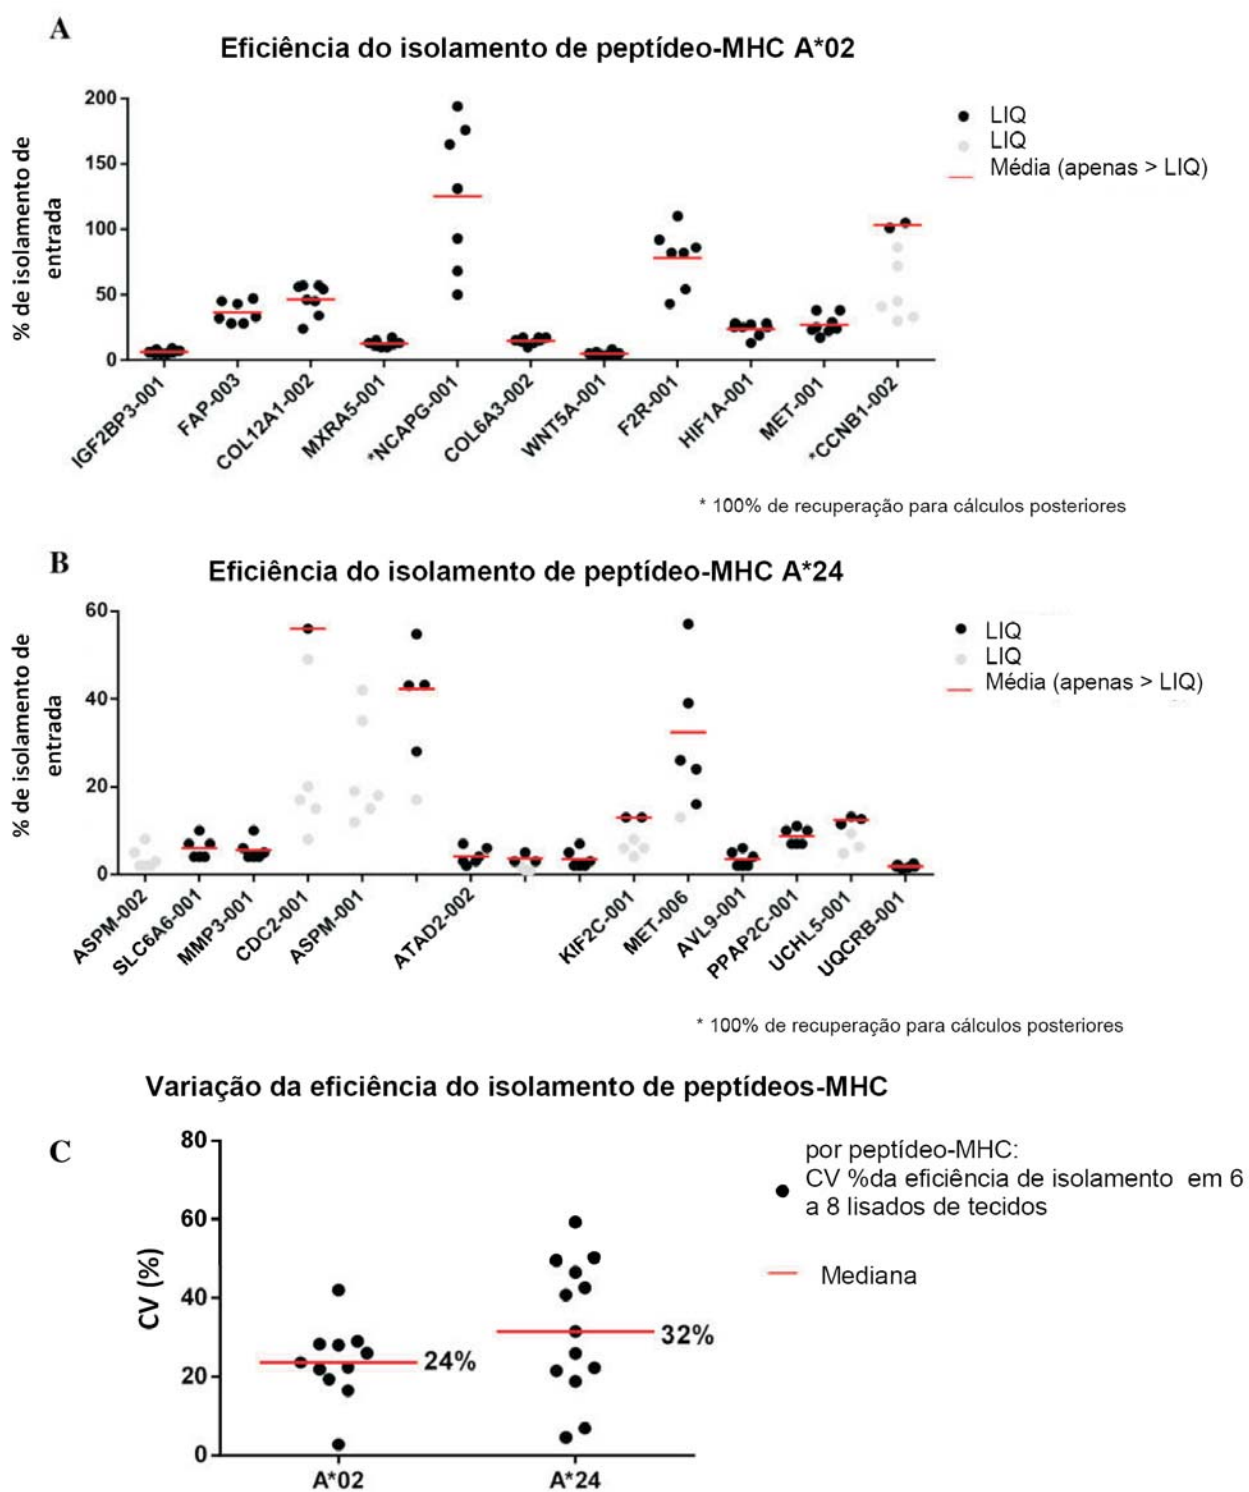 A
Eficiência do isolamento de peptídeo-MHC A*02
% de isolamento de
entrada
200
150
100
50
0
LIQ
LIQ
Média (apenas > LIQ)
IGF2BP3-001
FAP-003
COL12A1-002
MXRA5-001
*NCAPG-001
COL6A3-002
WNT5A-001
F2R-001
HIF1A-001
MET-001
*CCNB1-002
* 100% de recuperação para cálculos posteriores
B
Eficiência do isolamento de peptídeo-MHC A*24
% de isolamento de
entrada
60
40
20
0
LIQ
LIQ
Média (apenas > LIQ)
ASPM-002
SLC6A6-001
MMP3-001
CDC2-001
ASPM-001
ATAD2-002
KIF2C-001
MET-006
AVL9-001
PPAP2C-001
UCHL5-001
UQCRB-001
* 100% de recuperação para cálculos posteriores
Variação da eficiência do isolamento de peptídeos-MHC
C
CV (%)
80
60
40
20
0
24%
32%
A*02
A*24
por peptídeo-MHC:
CV %da eficiência de isolamento em 6
a 8 lisados de tecidos
Mediana